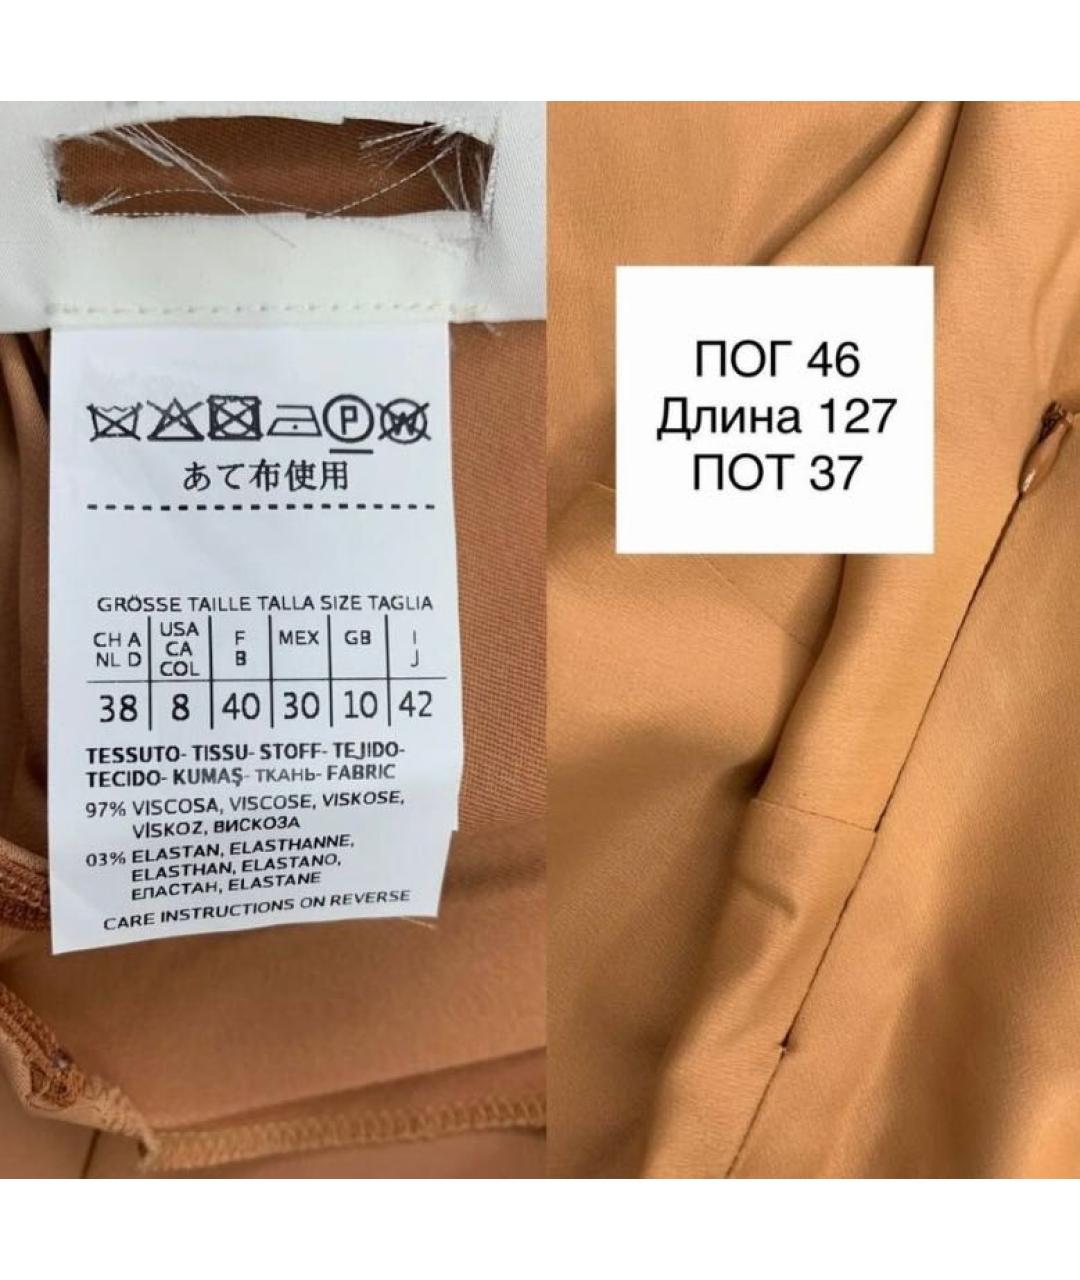 P W
あて布使用
GRÖSSE TAILLE TALLA SIZE TAGLIA
CH A NL D | USA CA COL | F B | MEX | GB | I J
38 | 8 | 40 | 30 | 10 | 42
TESSUTO- TISSU- STOFF- TEJIDO-
TECIDO- KUMAŞ- ТКАНЬ- FABRIC
97% VISCOSA, VISCOSE, VISKOSE,
VİSKOZ, ВИСКОЗА
03% ELASTAN, ELASTHANNE,
ELASTHAN, ELASTANO,
ЕПАСТАН, ELASTANE
CARE INSTRUCTIONS ON REVERSE
ПОГ 46
Длина 127
ПОТ 37